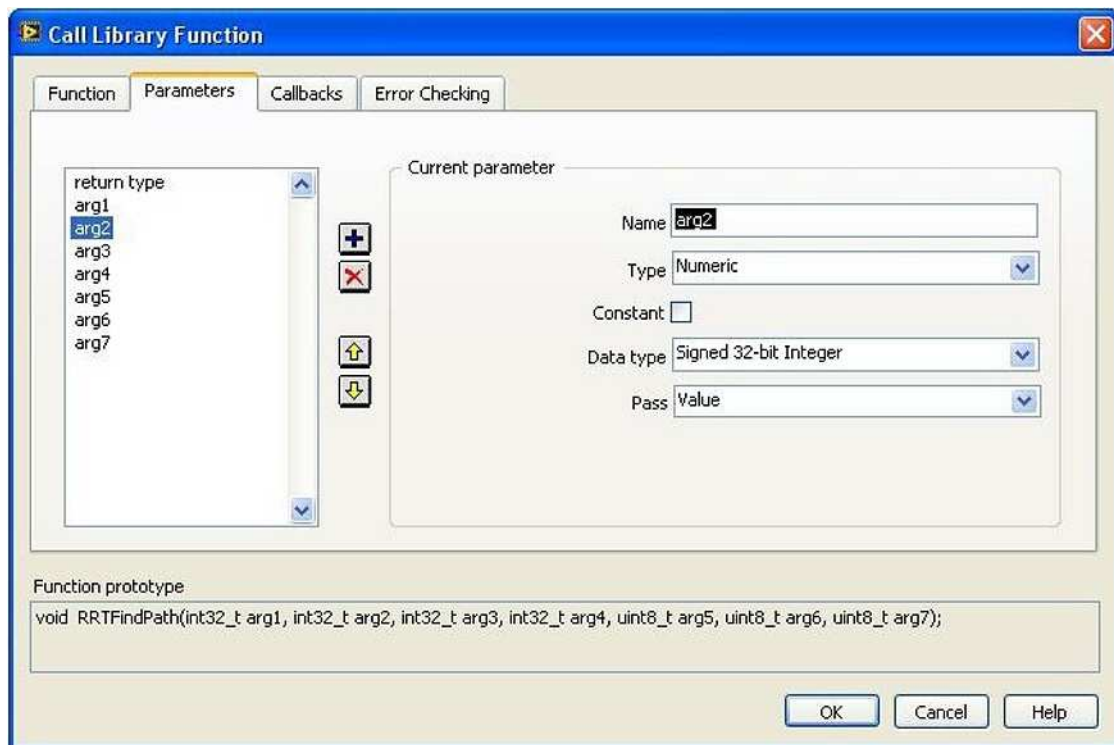 Call Library Function
Function Parameters Callbacks Error Checking
return type
arg1
arg2
arg3
arg4
arg5
arg6
arg7
Current parameter
Name arg2
Type Numeric
Constant
Data type Signed 32-bit Integer
Pass Value
Function prototype
void RRTFindPath(int32_t arg1, int32_t arg2, int32_t arg3, int32_t arg4, uint8_t arg5, uint8_t arg6, uint8_t arg7);
OK Cancel Help